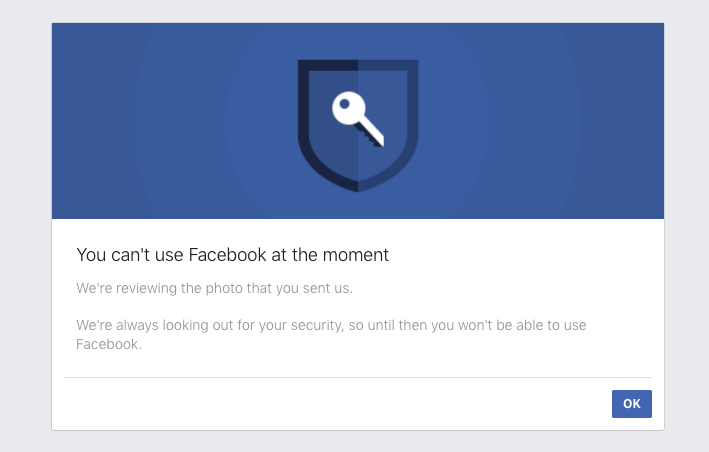 You can't use Facebook at the moment
We're reviewing the photo that you sent us.
We're always looking out for your security, so until then you won't be able to use
Facebook.
OK